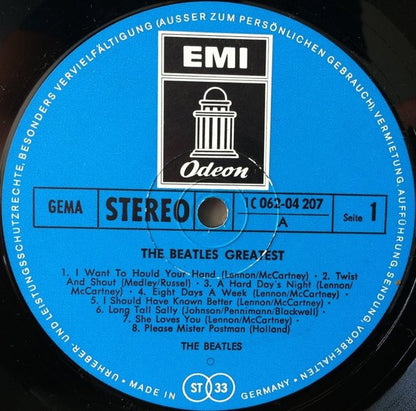 URHEBER- UND LEISTUNGSSCHUTZRECHTE, BESONDERS VERVIELFÄLTIGUNG (AUSSER ZUM PERSÖNLICHEN GEBRAUCH), VERMIETUNG, AUFFÜHRUNG, SENDUNG, VORBEHALTEN
EMI
Odeon
GEMA
STEREO
1C 062-04 207
A
Seite 1
THE BEATLES GREATEST
1. I Want To Hould Your Hand (Lennon/McCartney) · 2. Twist
And Shout (Medley/Russel) · 3. A Hard Day's Night (Lennon/
McCartney) · 4. Eight Days A Week (Lennon/McCartney)
5. I Should Have Known Better (Lennon/McCartney)
6. Long Tall Sally (Johnson/Pennimann/Blackwell)
7. She Loves You (Lennon/McCartney)
8. Please Mister Postman (Holland)
THE BEATLES
MADE IN
ST 33
GERMANY